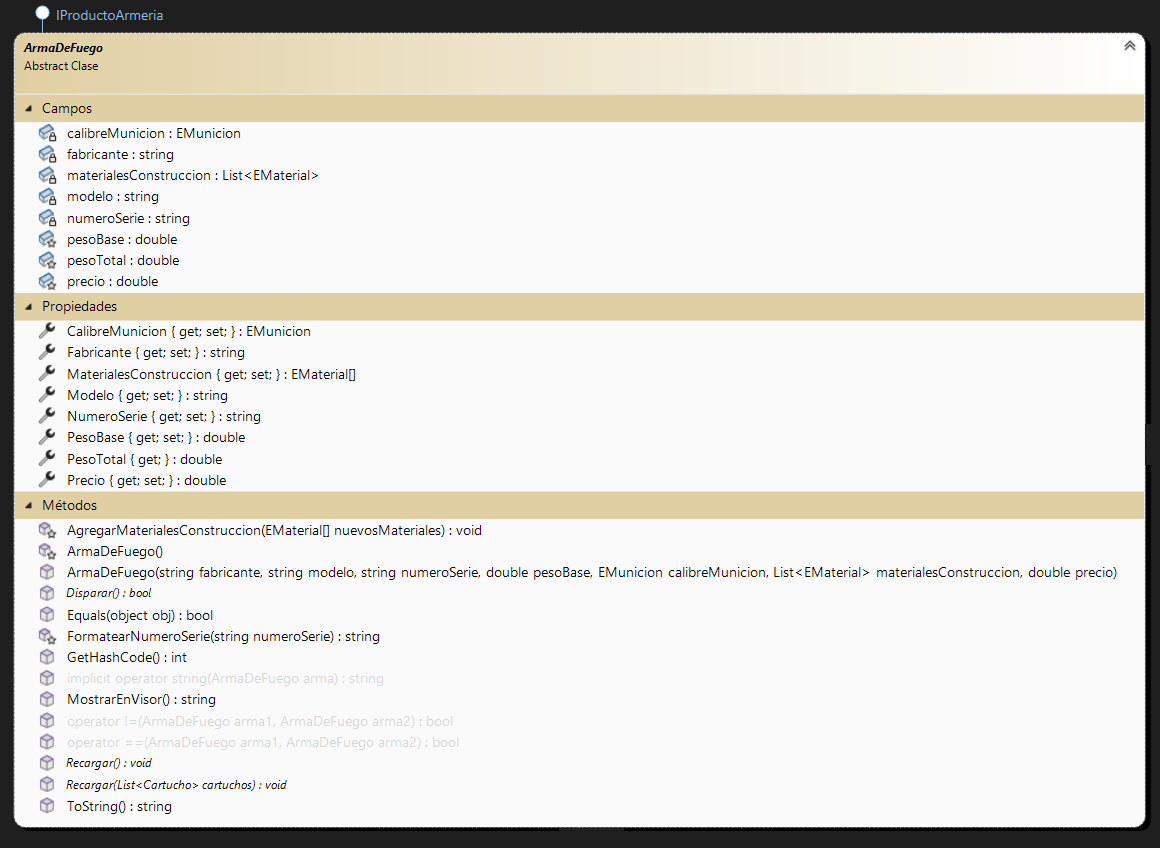 IProductoArmeria
ArmaDeFuego
Abstract Clase
Campos
calibreMunicion : EMunicion
fabricante : string
materialesConstruccion : List<EMaterial>
modelo : string
numeroSerie : string
pesoBase : double
pesoTotal : double
precio : double
Propiedades
CalibreMunicion { get; set; } : EMunicion
Fabricante { get; set; } : string
MaterialesConstruccion { get; set; } : EMaterial[]
Modelo { get; set; } : string
NumeroSerie { get; set; } : string
PesoBase { get; set; } : double
PesoTotal { get; } : double
Precio { get; set; } : double
Métodos
AgregarMaterialesConstruccion(EMaterial[] nuevosMateriales) : void
ArmaDeFuego()
ArmaDeFuego(string fabricante, string modelo, string numeroSerie, double pesoBase, EMunicion calibreMunicion, List<EMaterial> materialesConstruccion, double precio)
Disparar() : bool
Equals(object obj) : bool
FormatearNumeroSerie(string numeroSerie) : string
GetHashCode() : int
implicit operator string(ArmaDeFuego arma) : string
MostrarEnVisor() : string
operator !=(ArmaDeFuego arma1, ArmaDeFuego arma2) : bool
operator ==(ArmaDeFuego arma1, ArmaDeFuego arma2) : bool
Recargar() : void
Recargar(List<Cartucho> cartuchos) : void
ToString() : string